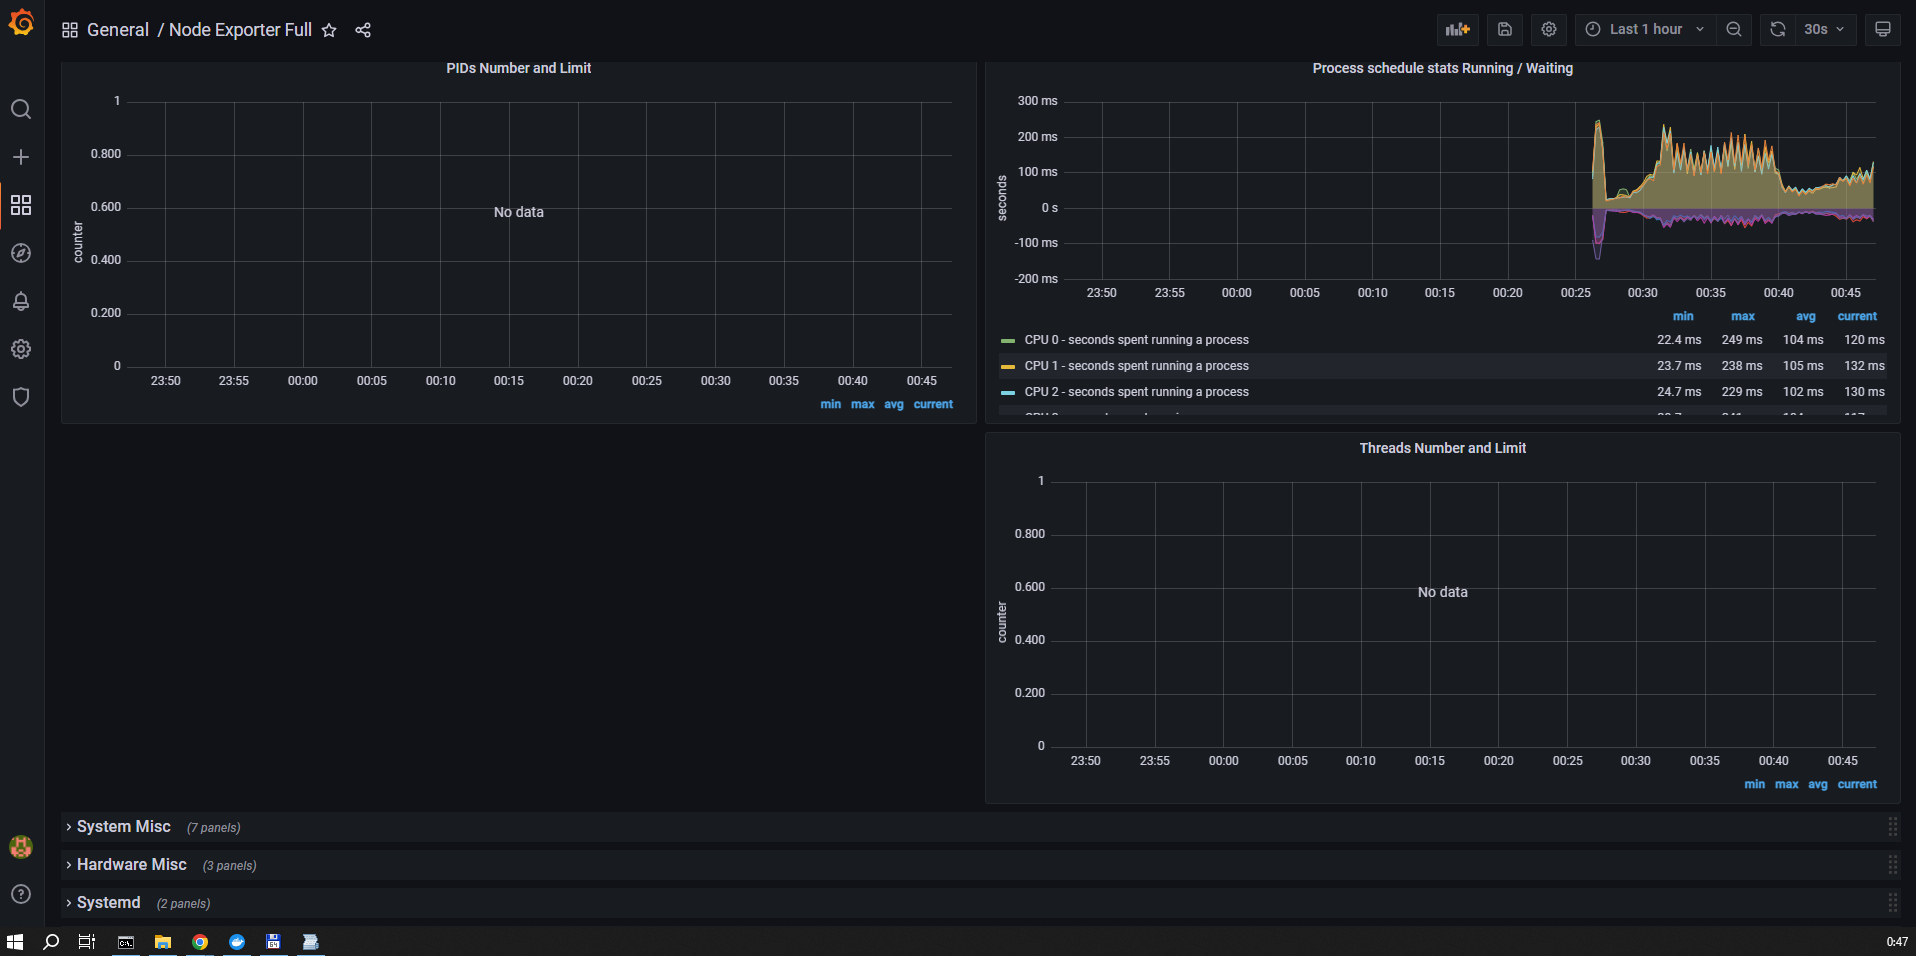 General / Node Exporter Full
Last 1 hour
30s
PIDs Number and Limit
1
0.800
0.600
0.400
0.200
0
counter
No data
23:50 23:55 00:00 00:05 00:10 00:15 00:20 00:25 00:30 00:35 00:40 00:45
min max avg current
Process schedule stats Running / Waiting
300 ms
200 ms
100 ms
0 s
-100 ms
-200 ms
seconds
23:50 23:55 00:00 00:05 00:10 00:15 00:20 00:25 00:30 00:35 00:40 00:45
min max avg current
CPU 0 - seconds spent running a process 22.4 ms 249 ms 104 ms 120 ms
CPU 1 - seconds spent running a process 23.7 ms 238 ms 105 ms 132 ms
CPU 2 - seconds spent running a process 24.7 ms 229 ms 102 ms 130 ms
Threads Number and Limit
1
0.800
0.600
0.400
0.200
0
counter
No data
23:50 23:55 00:00 00:05 00:10 00:15 00:20 00:25 00:30 00:35 00:40 00:45
min max avg current
System Misc (7 panels)
Hardware Misc (3 panels)
Systemd (2 panels)
0:47